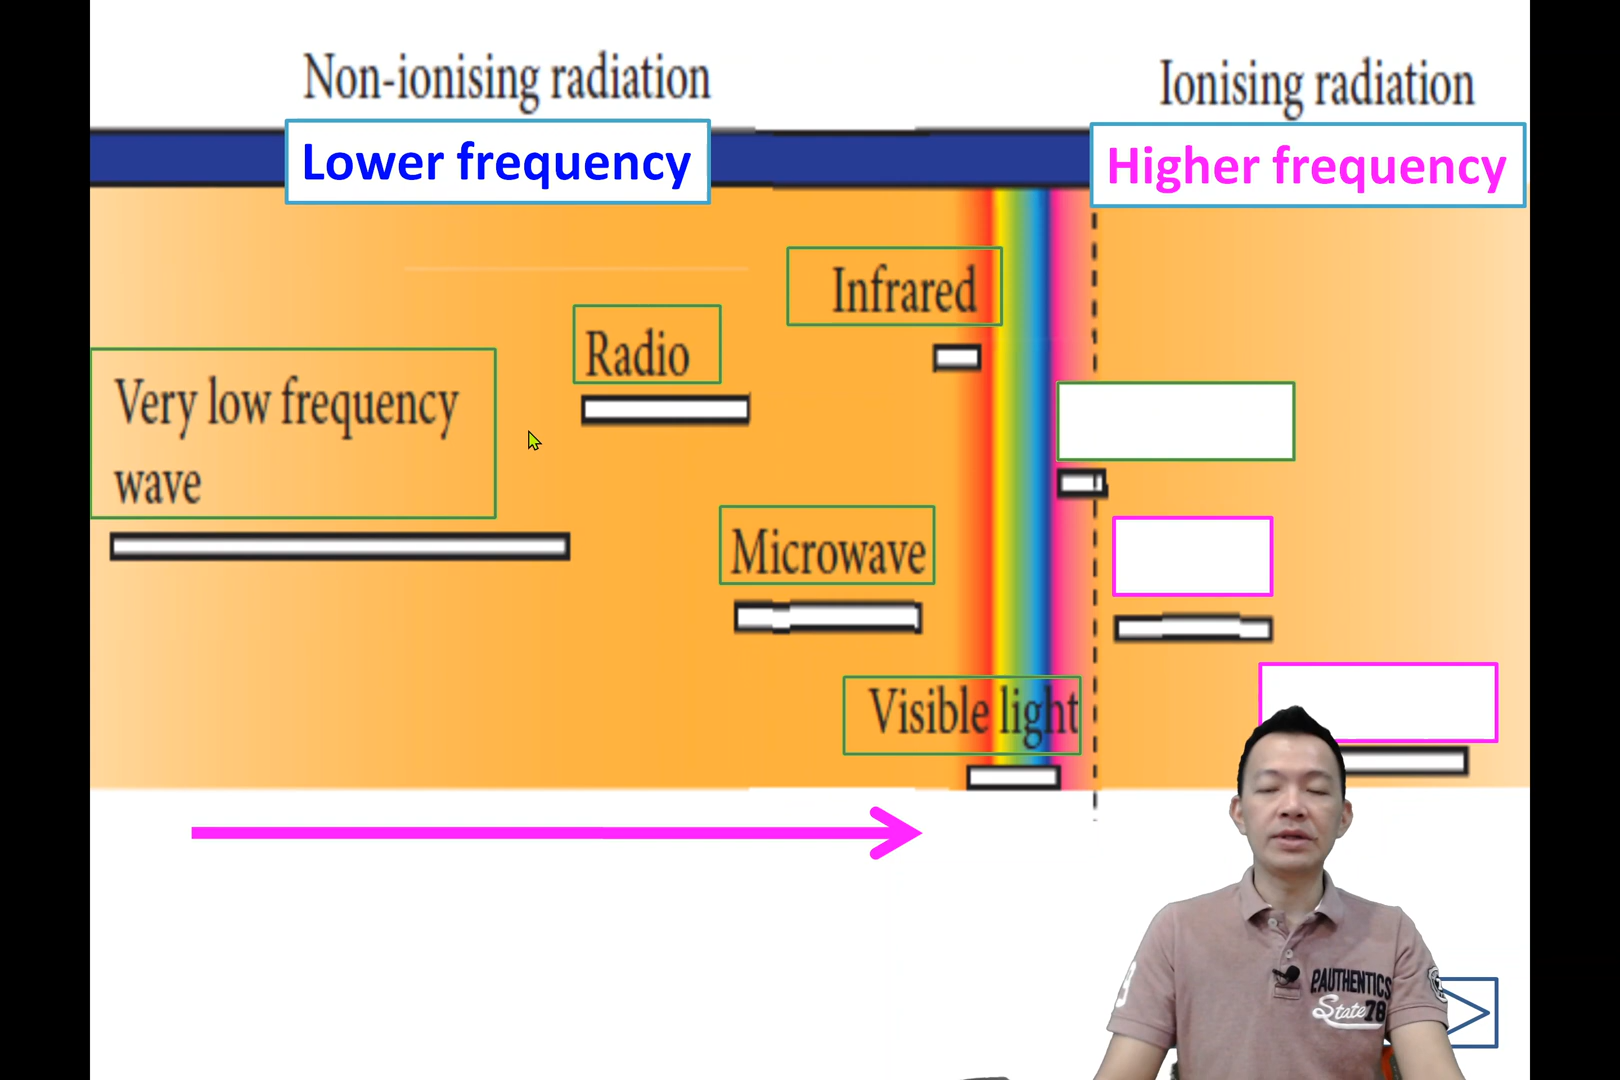 Non-ionising radiation
Ionising radiation
Lower frequency
Higher frequency
Infrared
Radio
Very low frequency
wave
Microwave
Visible light
P.AUTHENTICS
State 78